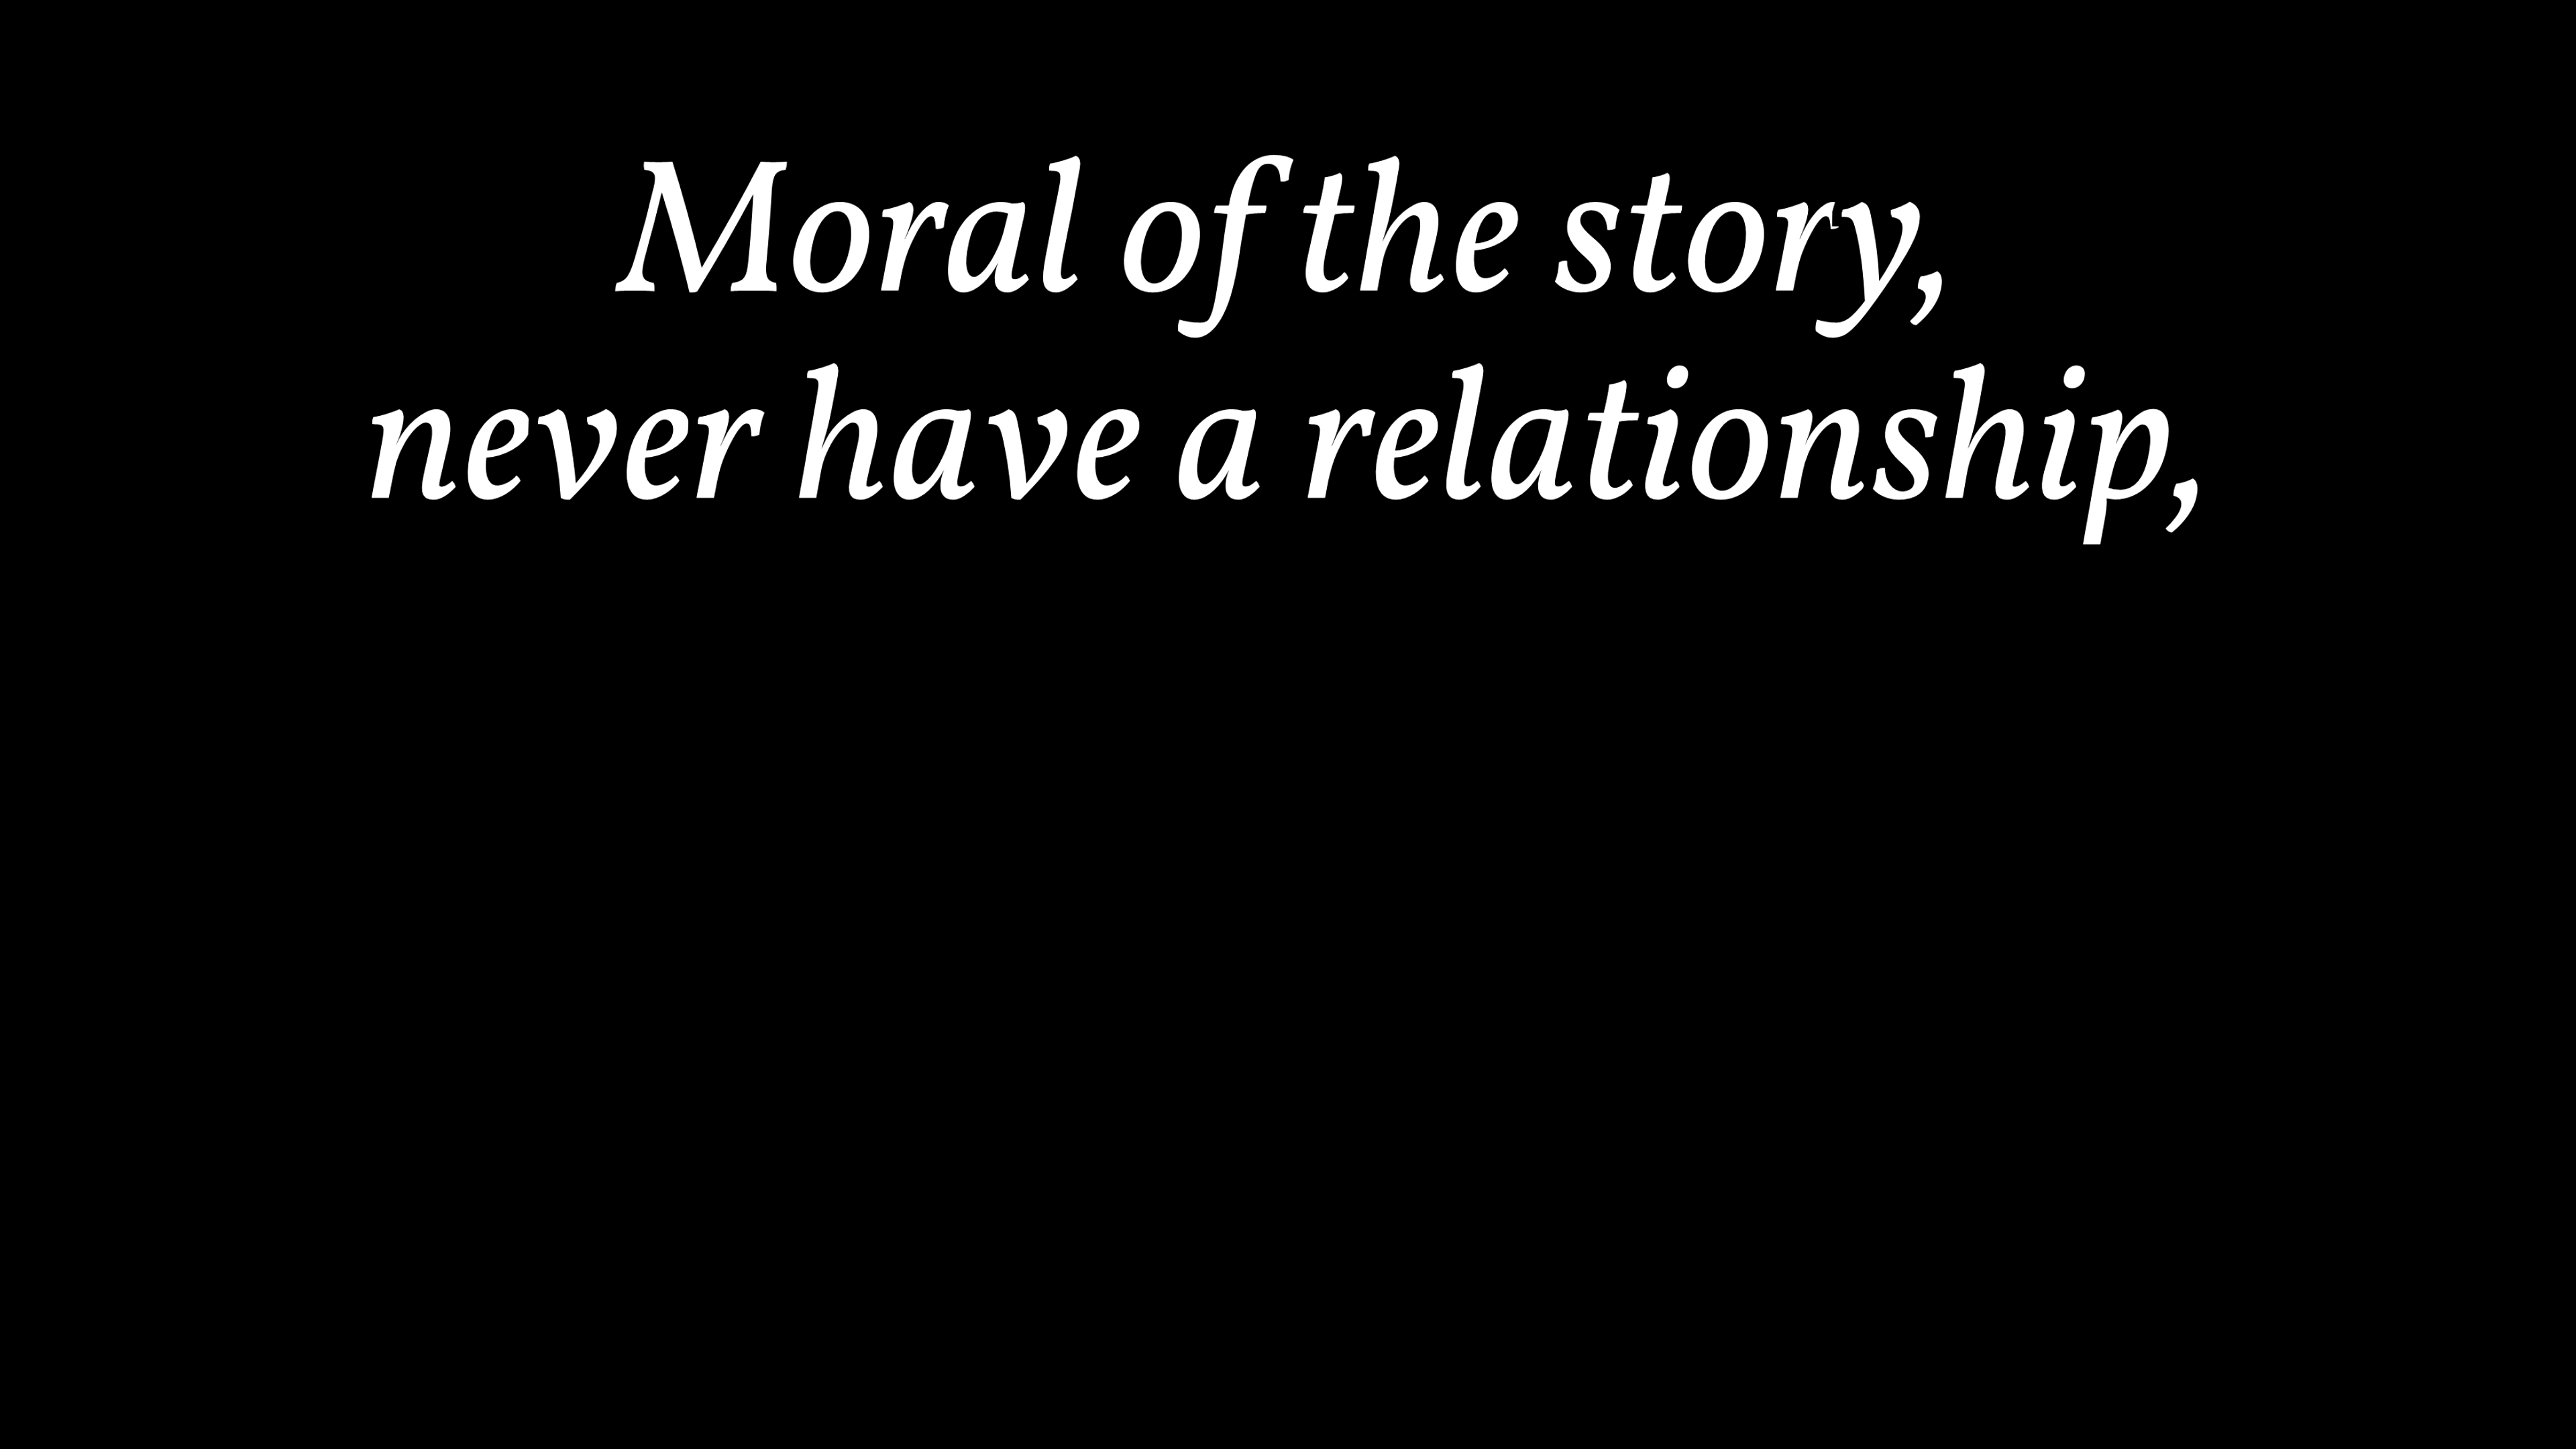 Moral of the story,
never have a relationship,